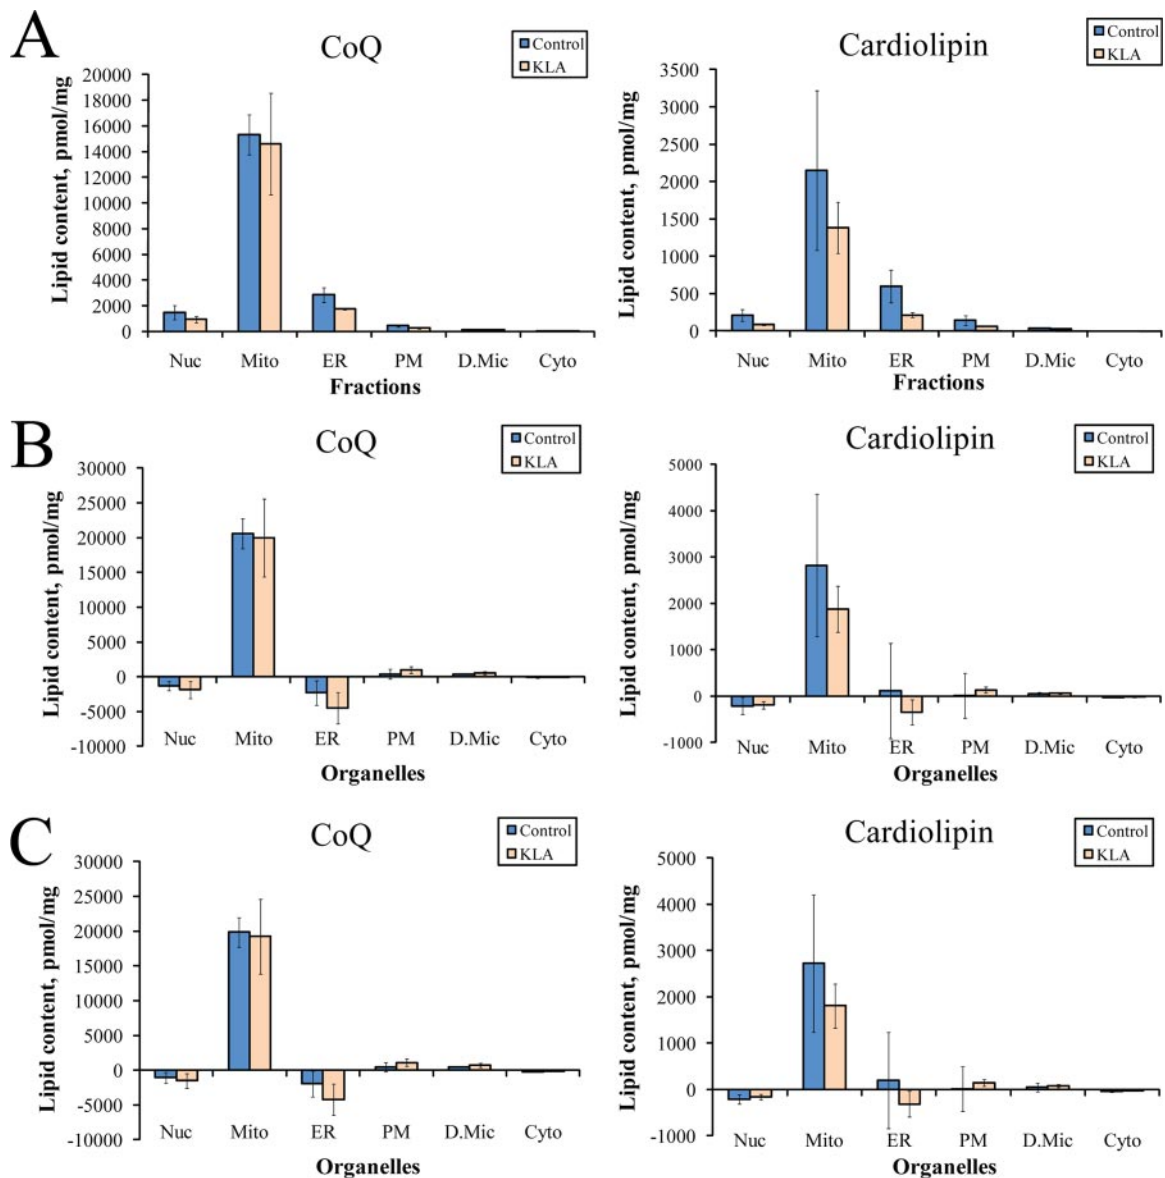 A
CoQ
Control
KLA
Lipid content, pmol/mg
20000
18000
16000
14000
12000
10000
8000
6000
4000
2000
0
Nuc Mito ER PM D.Mic Cyto
Fractions
Cardiolipin
Control
KLA
Lipid content, pmol/mg
3500
3000
2500
2000
1500
1000
500
0
Nuc Mito ER PM D.Mic Cyto
Fractions
B
CoQ
Control
KLA
Lipid content, pmol/mg
30000
25000
20000
15000
10000
5000
0
-5000
-10000
Nuc Mito ER PM D.Mic Cyto
Organelles
Cardiolipin
Control
KLA
Lipid content, pmol/mg
5000
4000
3000
2000
1000
0
-1000
Nuc Mito ER PM D.Mic Cyto
Organelles
C
CoQ
Control
KLA
Lipid content, pmol/mg
30000
25000
20000
15000
10000
5000
0
-5000
-10000
Nuc Mito ER PM D.Mic Cyto
Organelles
Cardiolipin
Control
KLA
Lipid content, pmol/mg
5000
4000
3000
2000
1000
0
-1000
Nuc Mito ER PM D.Mic Cyto
Organelles